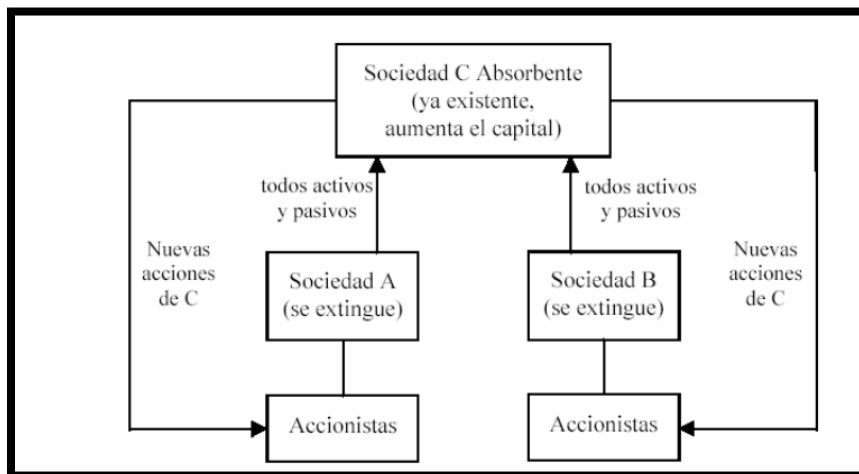 Sociedad C Absorbente
(ya existente,
aumenta el capital)
todos activos
y pasivos
todos activos
y pasivos
Nuevas
acciones
de C
Sociedad A
(se extingue)
Sociedad B
(se extingue)
Nuevas
acciones
de C
Accionistas
Accionistas